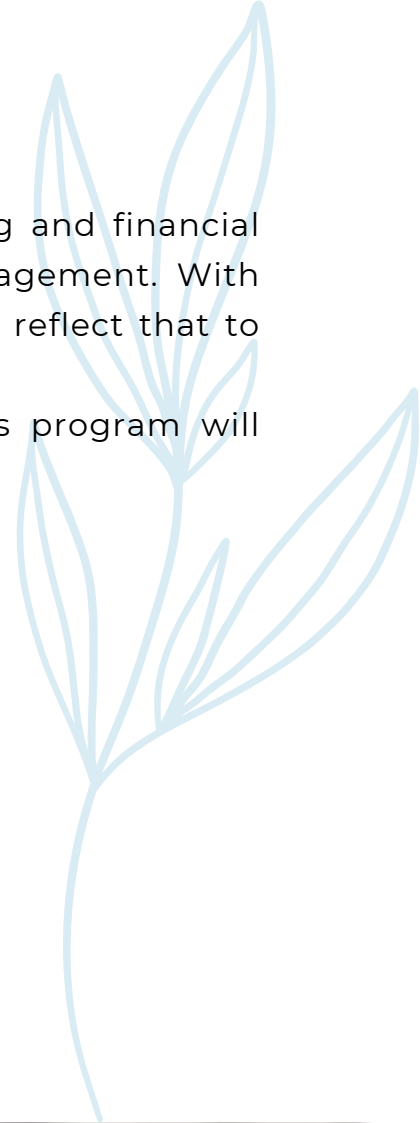 g and financial
agement. With
reflect that to
s program will